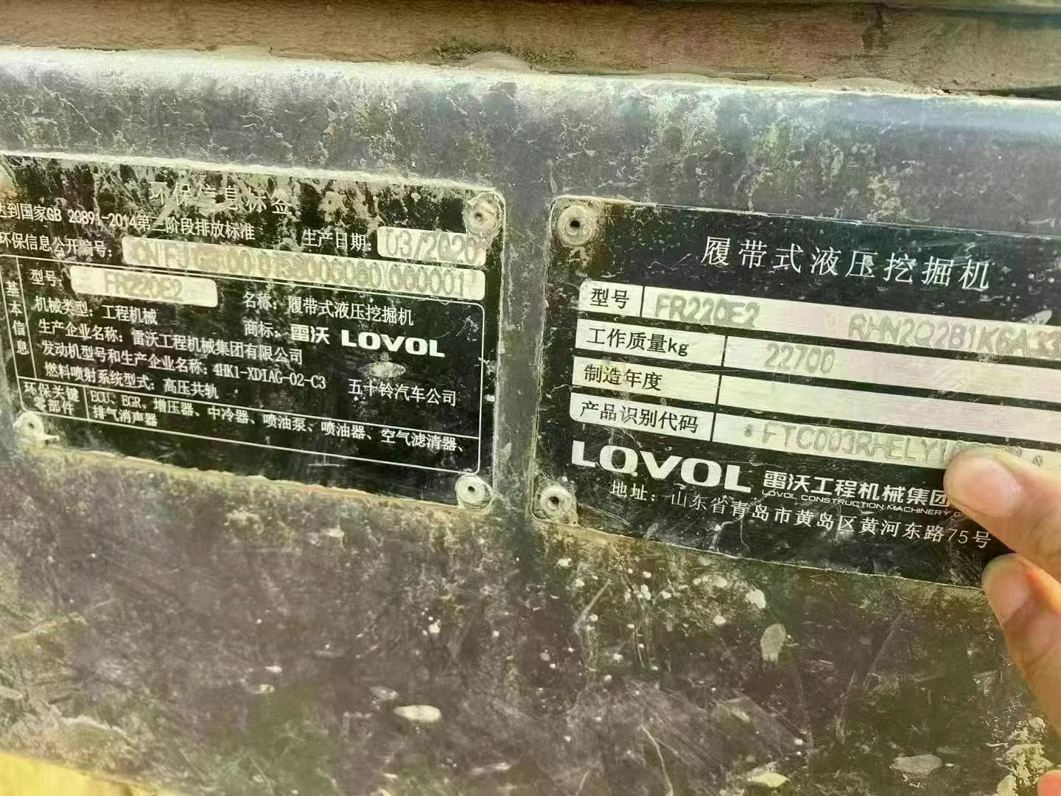 环保信息标签
达到国家GB 20891-2014第三阶段排放标准
生产日期: 03/2020
环保信息公开编号:
基本信息
型号: FR220E2
名称: 履带式液压挖掘机
机械类型: 工程机械
商标: 雷沃 LOVOL
生产企业名称: 雷沃工程机械集团有限公司
发动机型号和生产企业名称: 4HK1-XDIAG-02-C3 五十铃汽车公司
燃料喷射系统型式: 高压共轨
环保关键零部件
ECU、EGR、增压器、中冷器、喷油泵、喷油器、空气滤清器、
排气消声器
履带式液压挖掘机
型号 FR220E2
工作质量kg 22700
制造年度
产品识别代码
LOVOL 雷沃工程机械集团
LOVOL CONSTRUCTION MACHINERY
地址: 山东省青岛市黄岛区黄河东路75号